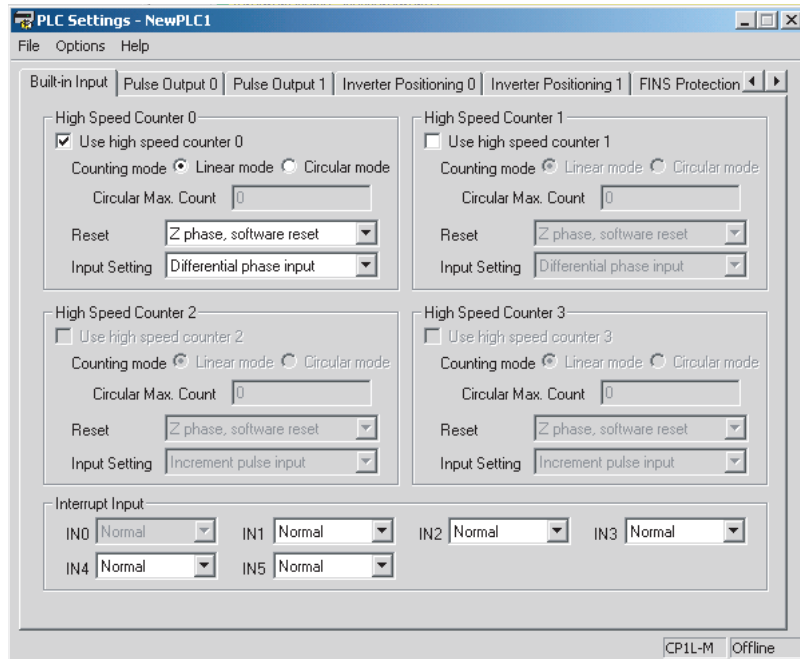 PLC Settings - NewPLC1
File Options Help
Built-in Input Pulse Output 0 Pulse Output 1 Inverter Positioning 0 Inverter Positioning 1 FINS Protection
High Speed Counter 0
Use high speed counter 0
Counting mode Linear mode Circular mode
Circular Max. Count 0
Reset Z phase, software reset
Input Setting Differential phase input
High Speed Counter 1
Use high speed counter 1
Counting mode Linear mode Circular mode
Circular Max. Count 0
Reset Z phase, software reset
Input Setting Differential phase input
High Speed Counter 2
Use high speed counter 2
Counting mode Linear mode Circular mode
Circular Max. Count 0
Reset Z phase, software reset
Input Setting Increment pulse input
High Speed Counter 3
Use high speed counter 3
Counting mode Linear mode Circular mode
Circular Max. Count 0
Reset Z phase, software reset
Input Setting Increment pulse input
Interrupt Input
IN0 Normal IN1 Normal IN2 Normal IN3 Normal
IN4 Normal IN5 Normal
CP1L-M Offline